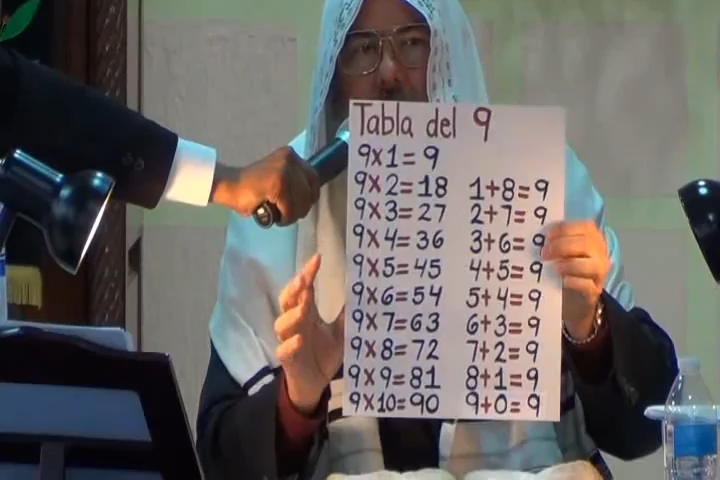 Tabla del 9
9x1=9
9x2=18 1+8=9
9x3=27 2+7=9
9x4=36 3+6=9
9x5=45 4+5=9
9x6=54 5+4=9
9x7=63 6+3=9
9x8=72 7+2=9
9x9=81 8+1=9
9x10=90 9+0=9